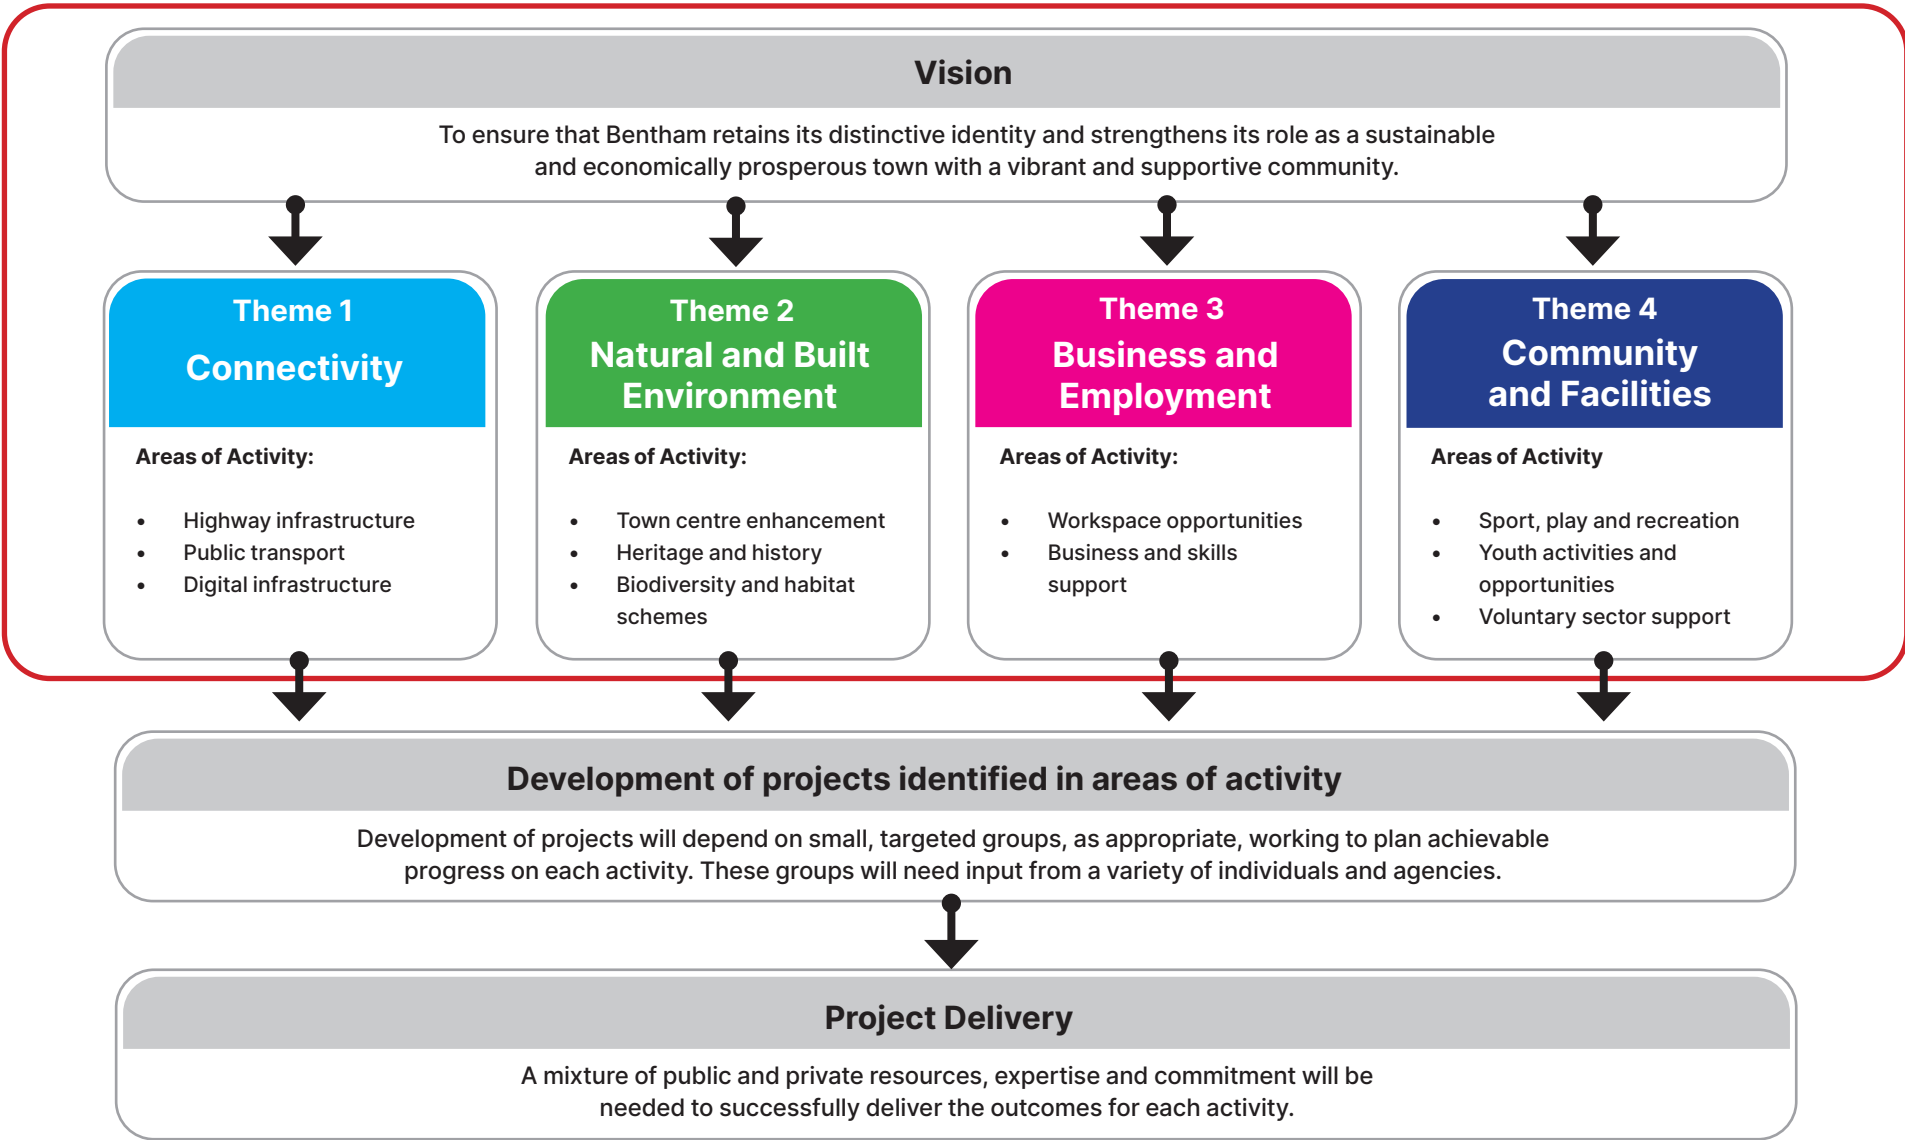 Vision
To ensure that Bentham retains its distinctive identity and strengthens its role as a sustainable
and economically prosperous town with a vibrant and supportive community.
Theme 1
Connectivity
Areas of Activity:
• Highway infrastructure
• Public transport
• Digital infrastructure
Theme 2
Natural and Built
Environment
Areas of Activity:
• Town centre enhancement
• Heritage and history
• Biodiversity and habitat
schemes
Theme 3
Business and
Employment
Areas of Activity:
• Workspace opportunities
• Business and skills
support
Theme 4
Community
and Facilities
Areas of Activity
• Sport, play and recreation
• Youth activities and
opportunities
• Voluntary sector support
Development of projects identified in areas of activity
Development of projects will depend on small, targeted groups, as appropriate, working to plan achievable
progress on each activity. These groups will need input from a variety of individuals and agencies.
Project Delivery
A mixture of public and private resources, expertise and commitment will be
needed to successfully deliver the outcomes for each activity.